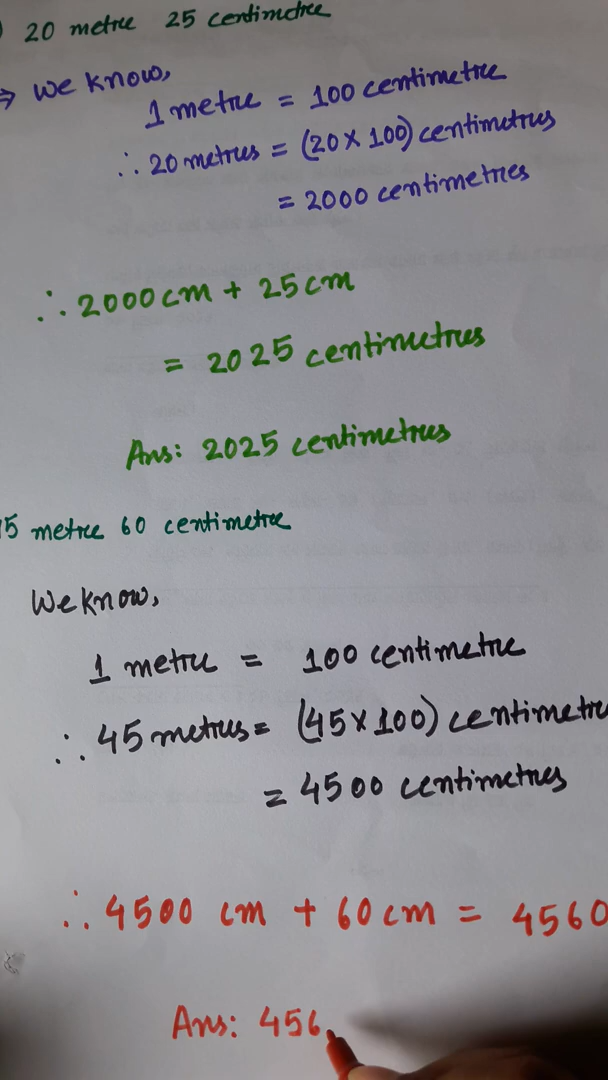 ) 20 metre 25 centimetre
⇒ We know,
1 metre = 100 centimetre
∴ 20 metres = (20 × 100) centimetres
= 2000 centimetres
∴ 2000 cm + 25 cm
= 2025 centimetres
Ans: 2025 centimetres
45 metre 60 centimetre
We know,
1 metre = 100 centimetre
∴ 45 metres = (45 × 100) centimetre
= 4500 centimetres
∴ 4500 cm + 60 cm = 4560
Ans: 456